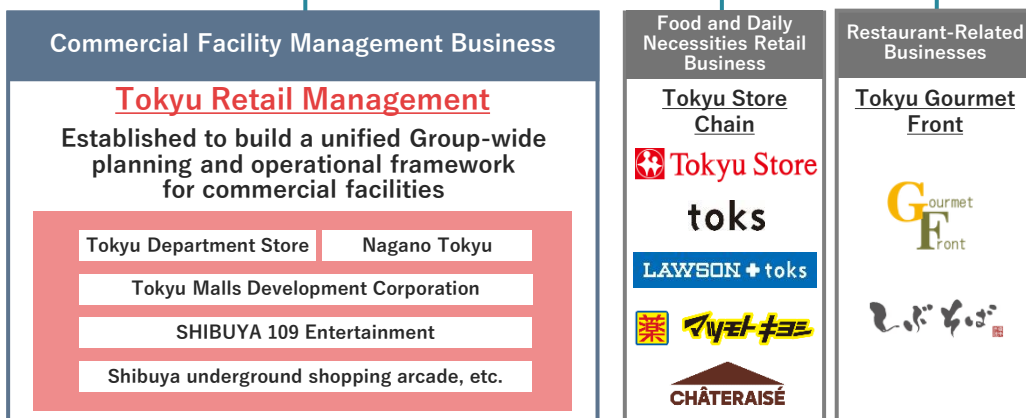 Commercial Facility Management Business
Tokyu Retail Management
Established to build a unified Group-wide
planning and operational framework
for commercial facilities
Tokyu Department Store
Nagano Tokyu
Tokyu Malls Development Corporation
SHIBUYA 109 Entertainment
Shibuya underground shopping arcade, etc.
Food and Daily
Necessities Retail
Business
Tokyu Store
Chain
Tokyu Store
toks
LAWSON + toks
薬 マツモトキヨシ
CHÂTERAISÉ
Restaurant-Related
Businesses
Tokyu Gourmet
Front
Gourmet
Front
しぶそば